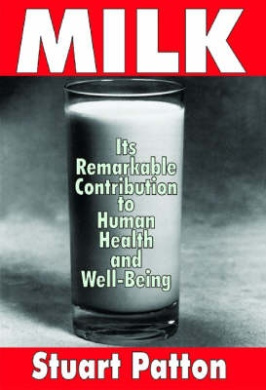 MILK
Its
Remarkable
Contribution
to
Human
Health
and
Well-Being
Stuart Patton